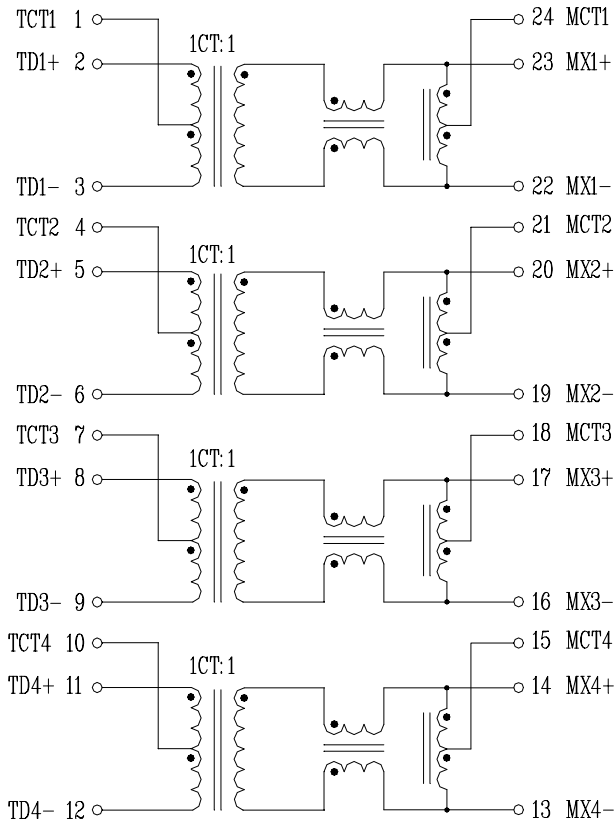 TCT1 1 24 MCT1
1CT:1
TD1+ 2 23 MX1+
TD1- 3 22 MX1-
TCT2 4 21 MCT2
1CT:1
TD2+ 5 20 MX2+
TD2- 6 19 MX2-
TCT3 7 18 MCT3
1CT:1
TD3+ 8 17 MX3+
TD3- 9 16 MX3-
TCT4 10 15 MCT4
1CT:1
TD4+ 11 14 MX4+
TD4- 12 13 MX4-